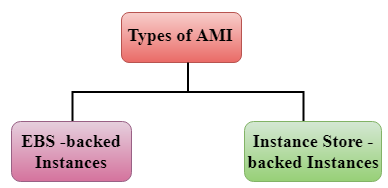 Types of AMI
EBS -backed
Instances
Instance Store -
backed Instances